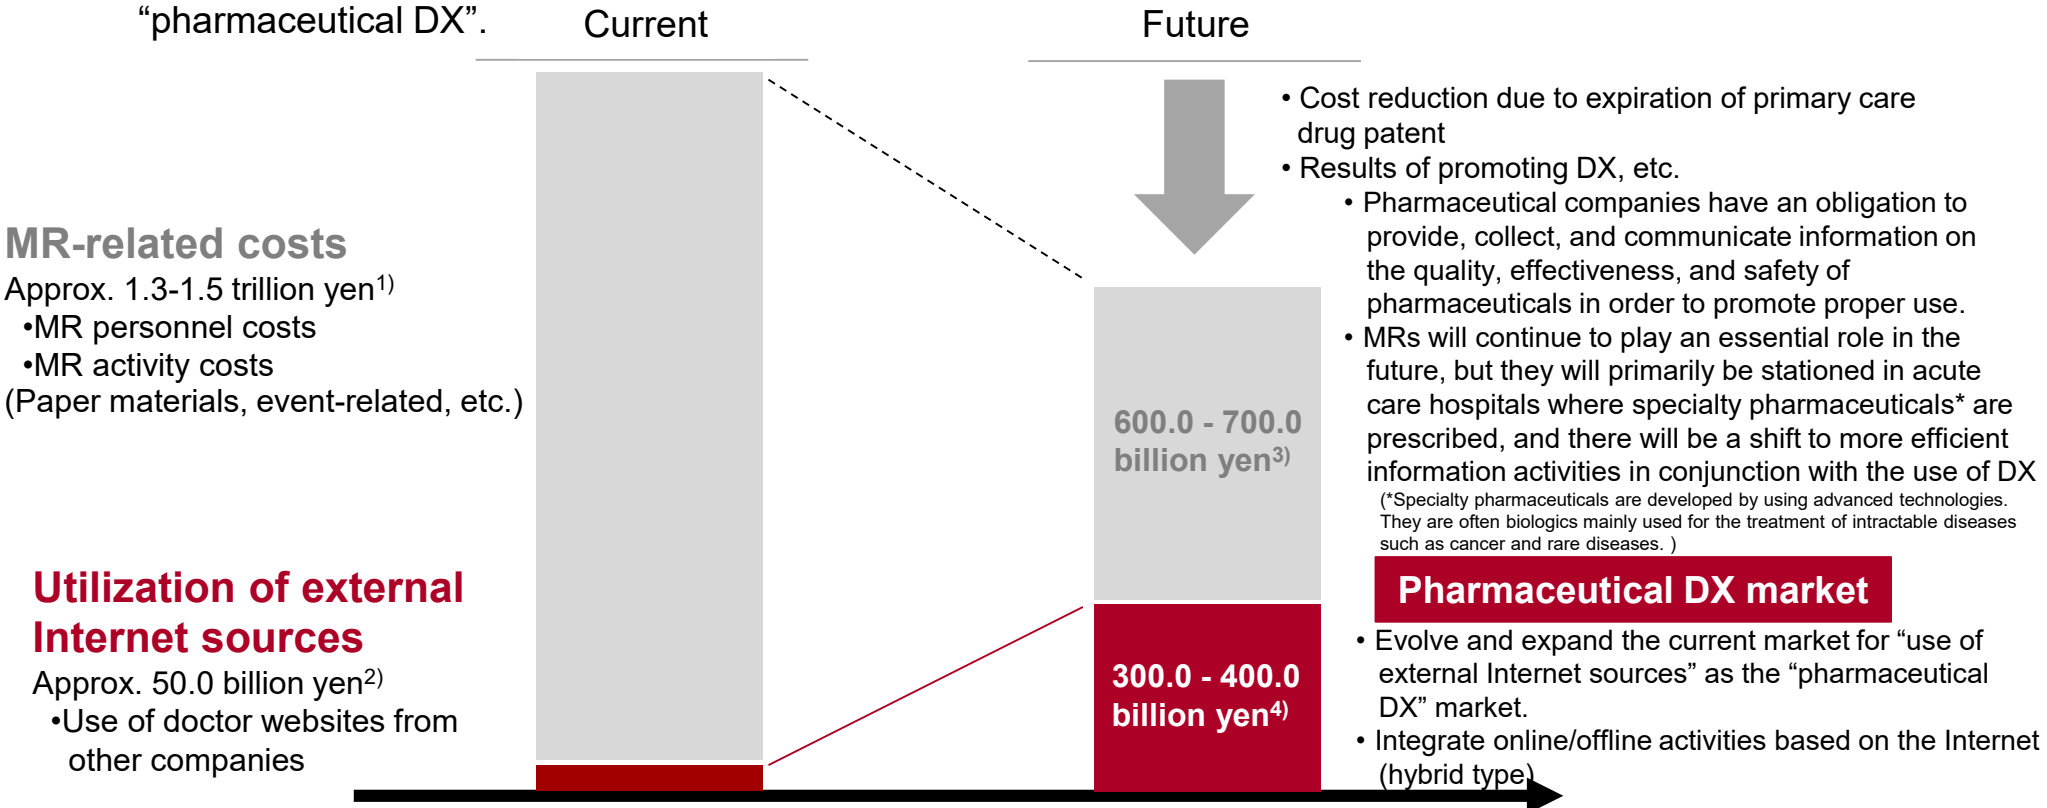 “pharmaceutical DX”.
Current
Future
MR-related costs
Approx. 1.3-1.5 trillion yen1)
•MR personnel costs
•MR activity costs
(Paper materials, event-related, etc.)
Utilization of external
Internet sources
Approx. 50.0 billion yen2)
•Use of doctor websites from
other companies
600.0 - 700.0
billion yen3)
300.0 - 400.0
billion yen4)
• Cost reduction due to expiration of primary care
drug patent
• Results of promoting DX, etc.
• Pharmaceutical companies have an obligation to
provide, collect, and communicate information on
the quality, effectiveness, and safety of
pharmaceuticals in order to promote proper use.
• MRs will continue to play an essential role in the
future, but they will primarily be stationed in acute
care hospitals where specialty pharmaceuticals* are
prescribed, and there will be a shift to more efficient
information activities in conjunction with the use of DX
(*Specialty pharmaceuticals are developed by using advanced technologies.
They are often biologics mainly used for the treatment of intractable diseases
such as cancer and rare diseases. )
Pharmaceutical DX market
• Evolve and expand the current market for “use of
external Internet sources” as the “pharmaceutical
DX” market.
• Integrate online/offline activities based on the Internet
(hybrid type)